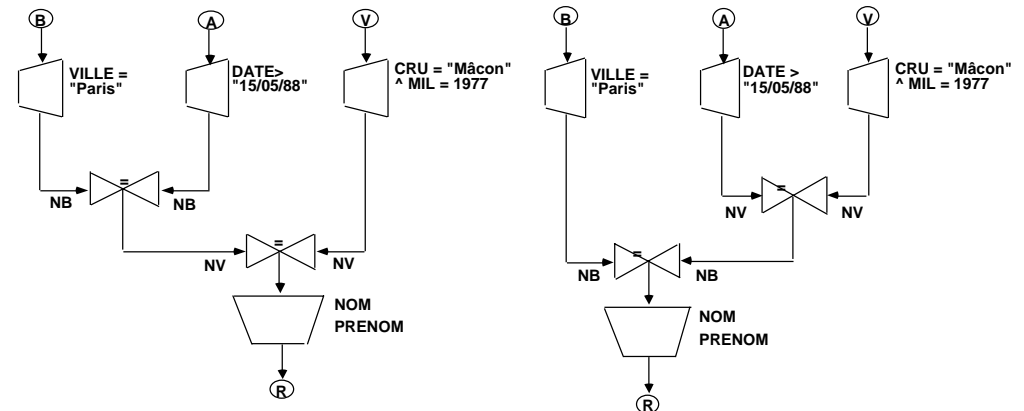 B
A
V
VILLE =
"Paris"
DATE>
"15/05/88"
CRU = "Mâcon"
^ MIL = 1977
=
NB
NB
=
NV
NV
NOM
PRENOM
R
B
A
V
VILLE =
"Paris"
DATE >
"15/05/88"
CRU = "Mâcon"
^ MIL = 1977
=
NV
NV
=
NB
NB
NOM
PRENOM
R